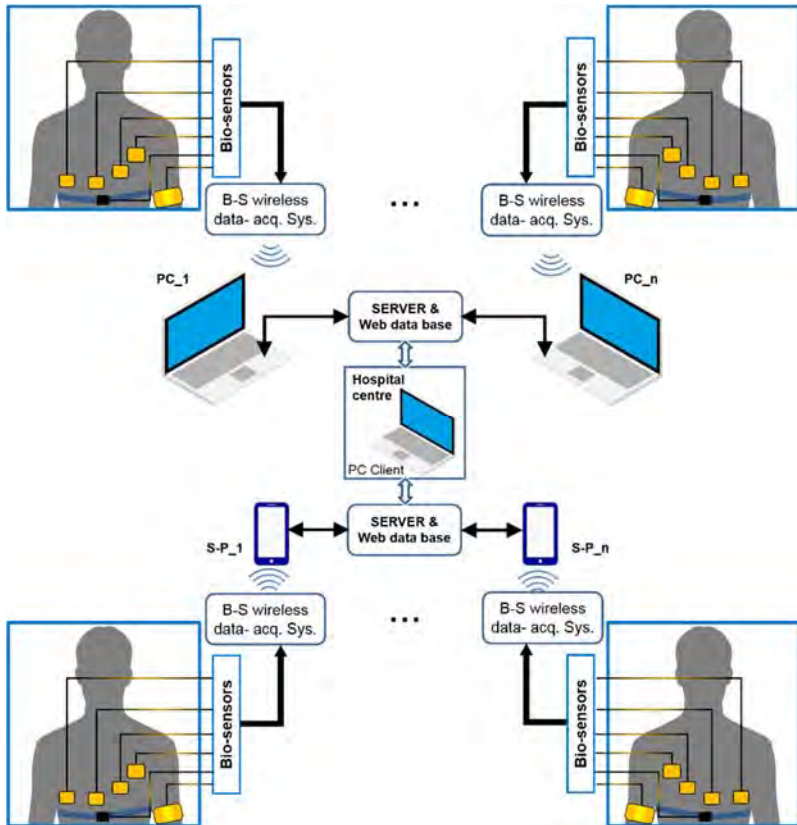 Bio-sensors
Bio-sensors
B-S wireless
data- acq. Sys.
...
B-S wireless
data- acq. Sys.
PC_1
PC_n
SERVER &
Web data base
Hospital
centre
PC Client
SERVER &
Web data base
S-P_1
S-P_n
B-S wireless
data- acq. Sys.
...
B-S wireless
data- acq. Sys.
Bio-sensors
Bio-sensors